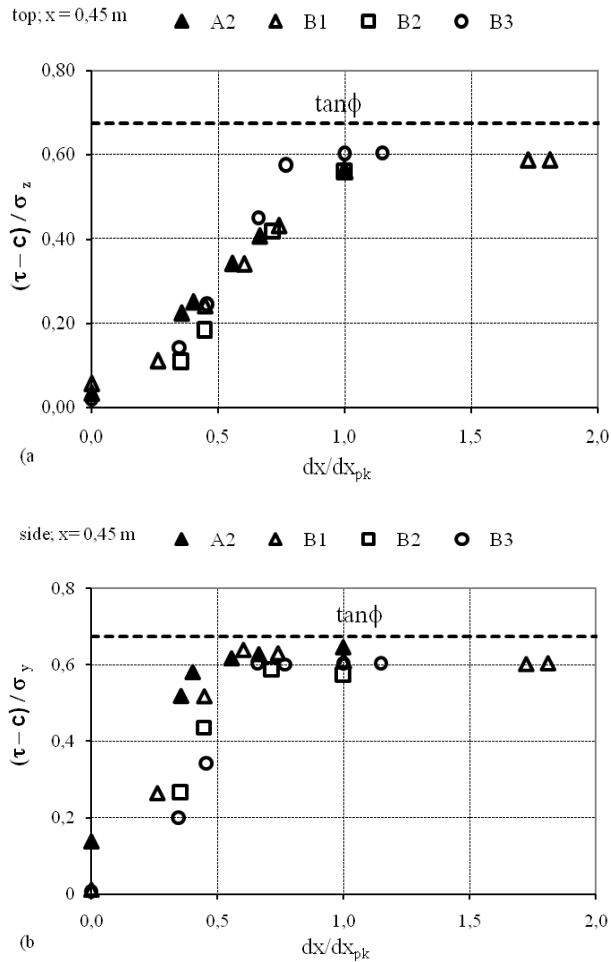 top; x = 0,45 m ▲ A2 △ B1 □ B2 ○ B3
0,80
tanϕ
0,60
(τ – c) / σz
0,40
0,20
0,00
0,0 0,5 1,0 1,5 2,0
(a
dx/dxpk
side; x= 0,45 m ▲ A2 △ B1 □ B2 ○ B3
0,8
tanϕ
0,6
(τ – c) / σy
0,4
0,2
0
0,0 0,5 1,0 1,5 2,0
(b
dx/dxpk